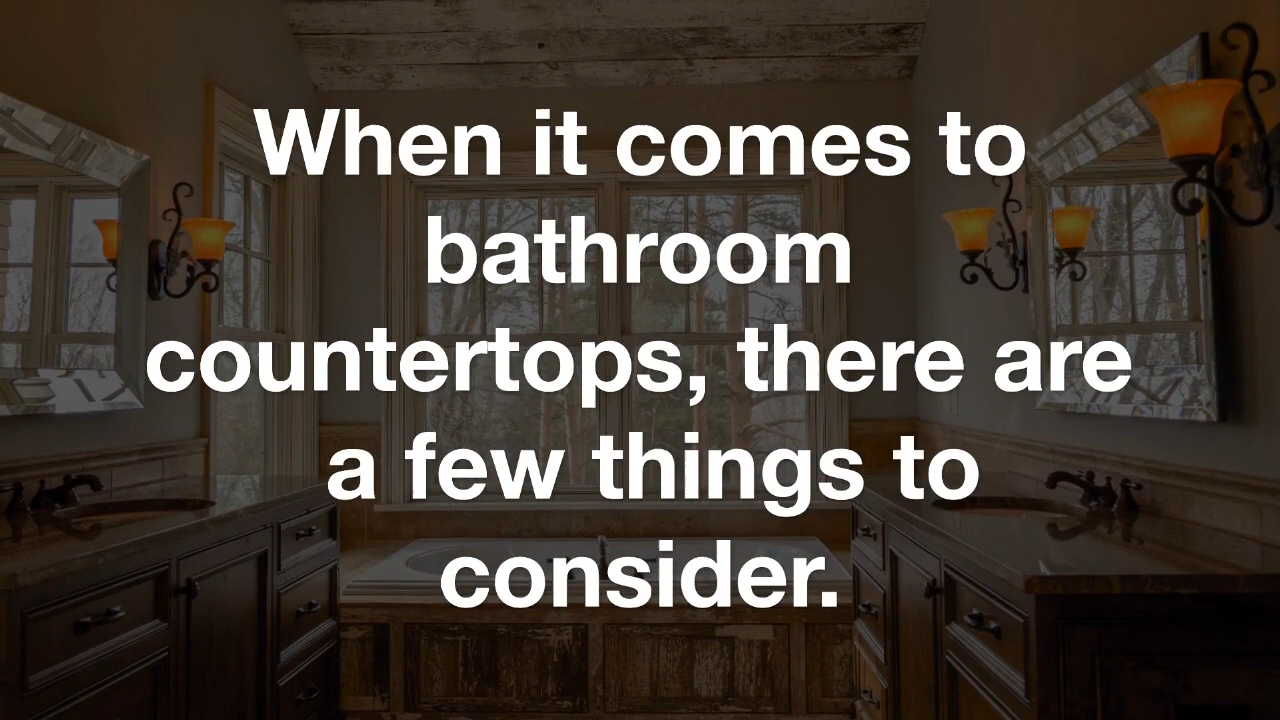 When it comes to
bathroom
countertops, there are
a few things to
consider.